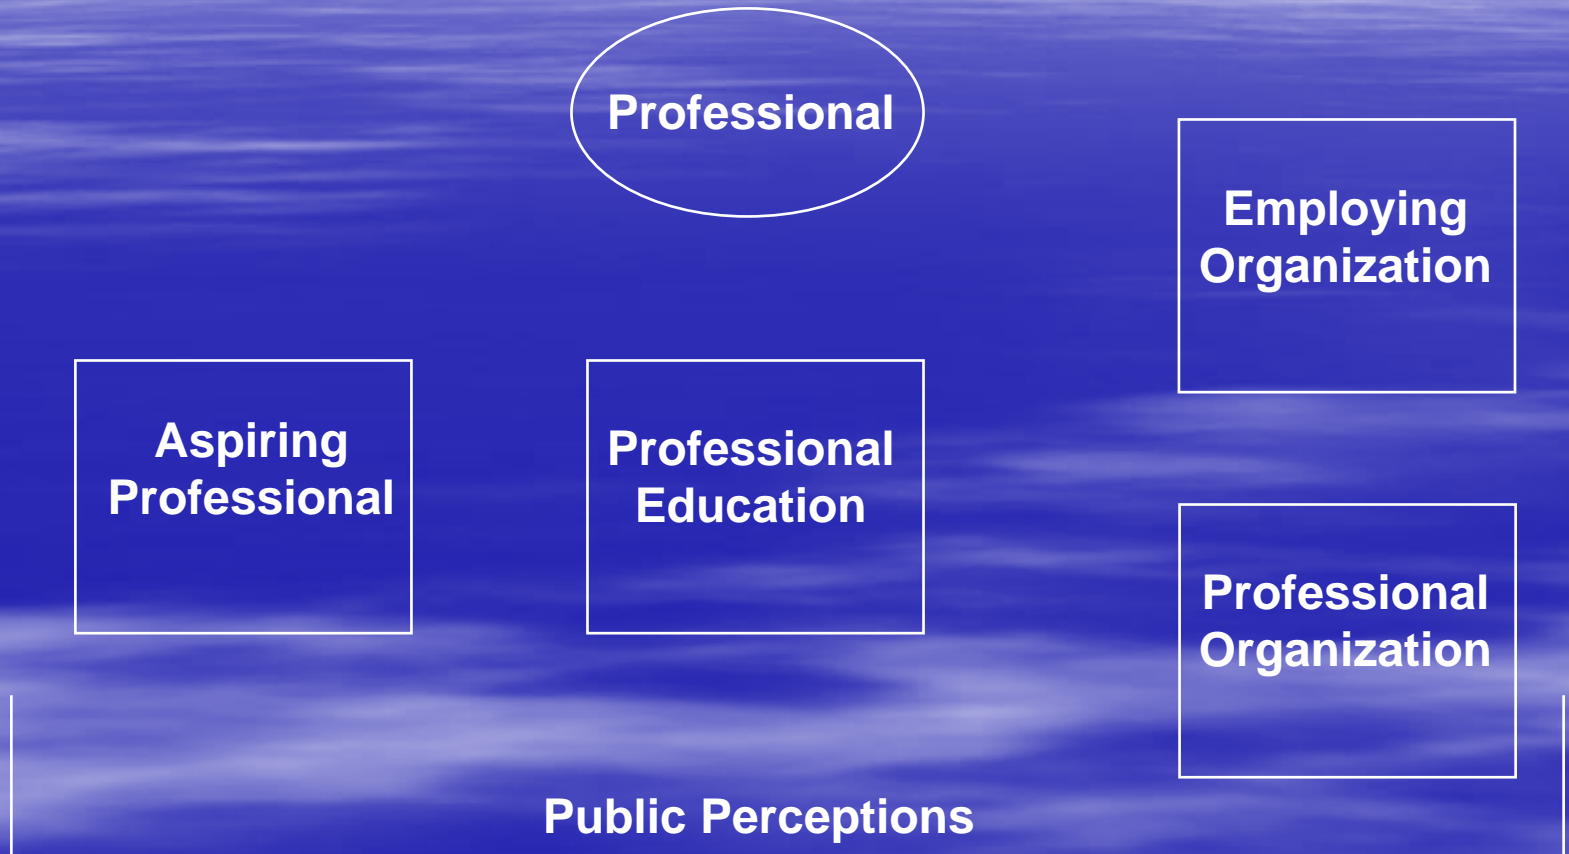 Professional
Employing
Organization
Aspiring
Professional
Professional
Education
Professional
Organization
Public Perceptions